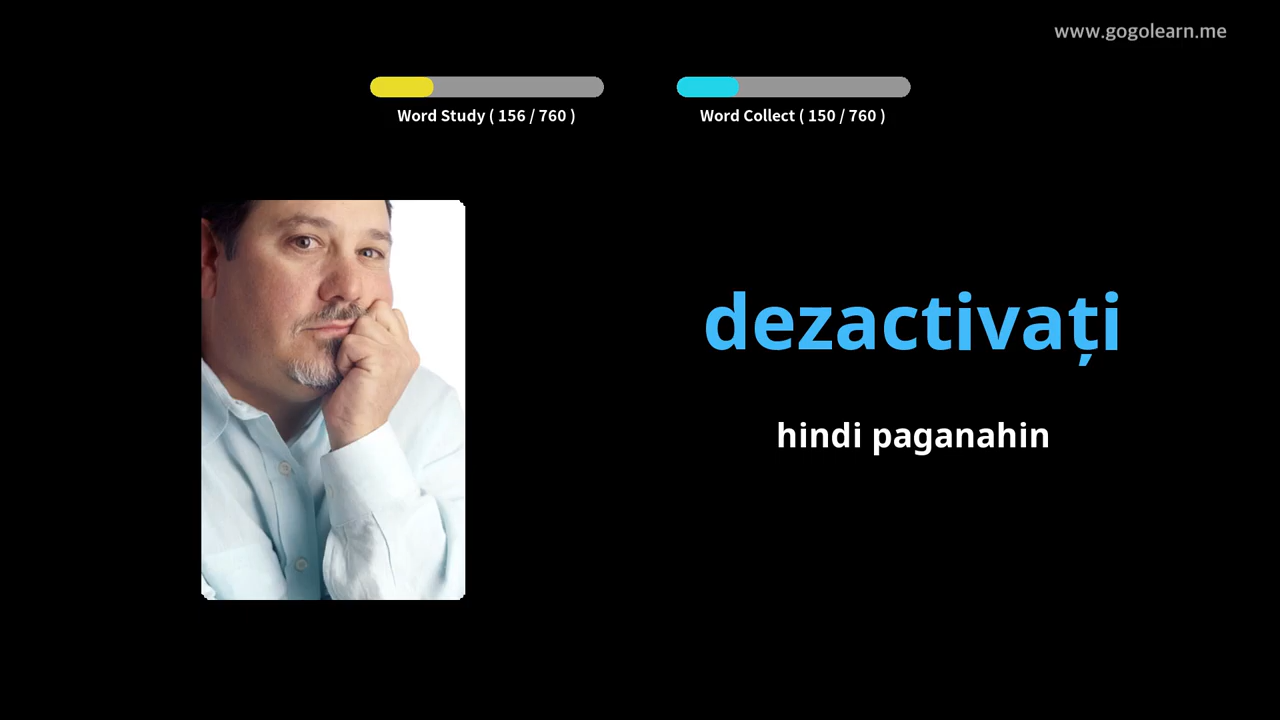 www.gogolearn.me
Word Study ( 156 / 760 )
Word Collect ( 150 / 760 )
dezactivați
hindi paganahin